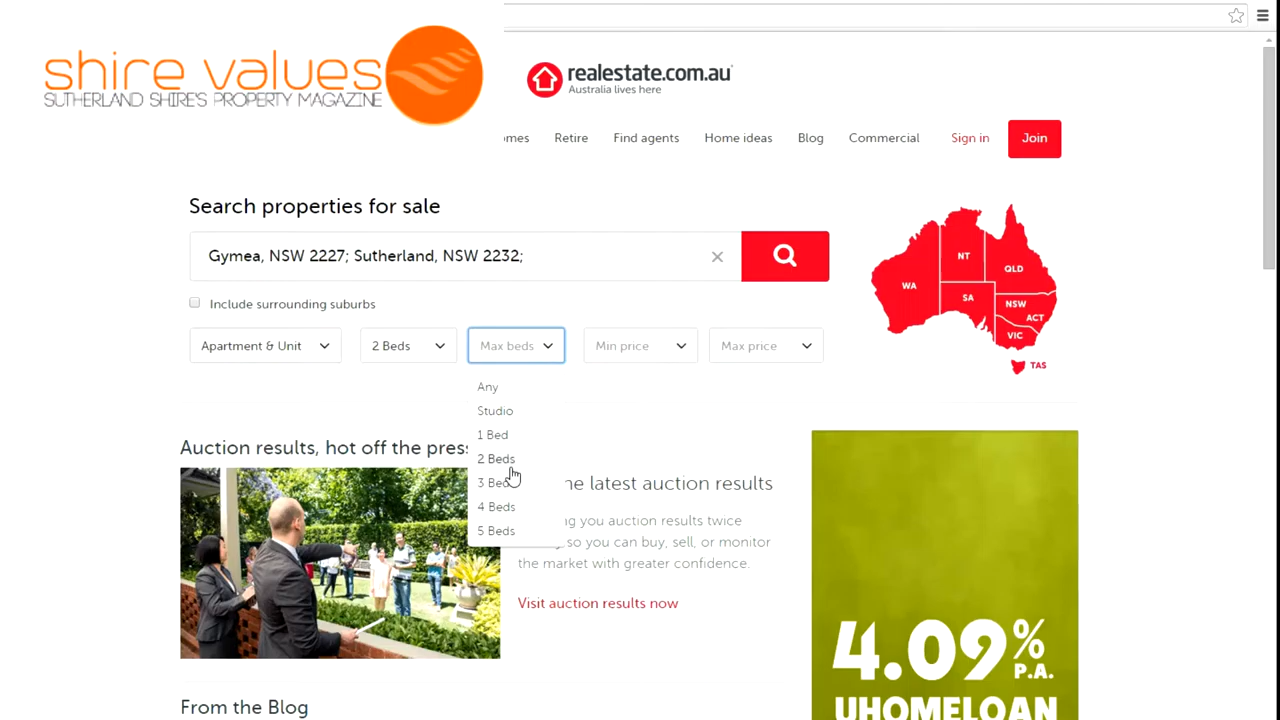 shire values
SUTHERLAND SHIRE'S PROPERTY MAGAZINE
realestate.com.au
Australia lives here
Retire Find agents Home ideas Blog Commercial Sign in Join
Search properties for sale
Gymea, NSW 2227; Sutherland, NSW 2232;
Include surrounding suburbs
Apartment & Unit 2 Beds Max beds Min price Max price
WA
NT
QLD
SA
NSW
ACT
VIC
TAS
Any
Studio
1 Bed
2 Beds
3 Beds
4 Beds
5 Beds
Auction results, hot off the press
latest auction results
you auction results twice
so you can buy, sell, or monitor
the market with greater confidence.
Visit auction results now
4.09% P.A.
UHOMELOAN
From the Blog